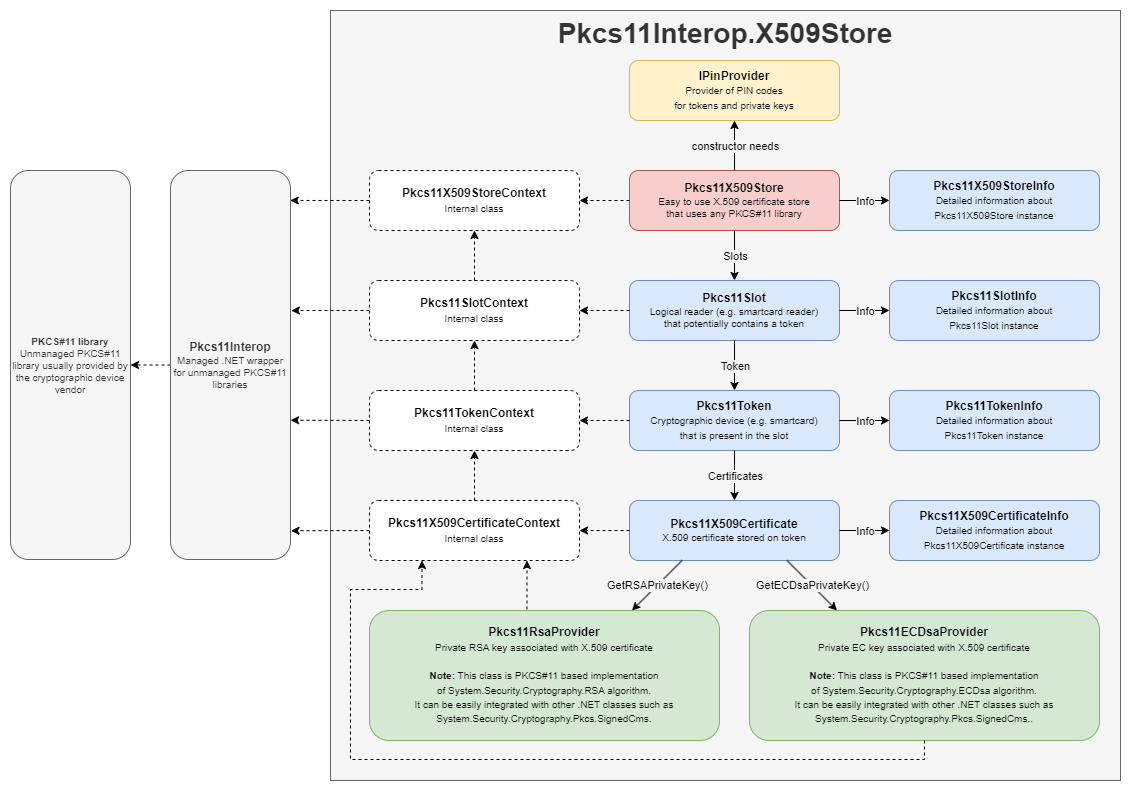 Pkcs11Interop.X509Store
IPinProvider
Provider of PIN codes
for tokens and private keys
constructor needs
Pkcs11X509StoreContext
Internal class
Pkcs11X509Store
Easy to use X.509 certificate store
that uses any PKCS#11 library
Info
Pkcs11X509StoreInfo
Detailed information about
Pkcs11X509Store instance
Slots
Pkcs11SlotContext
Internal class
Pkcs11Slot
Logical reader (e.g. smartcard reader)
that potentially contains a token
Info
Pkcs11SlotInfo
Detailed information about
Pkcs11Slot instance
PKCS#11 library
Unmanaged PKCS#11
library usually provided by
the cryptographic device
vendor
Pkcs11Interop
Managed .NET wrapper
for unmanaged PKCS#11
libraries
Token
Pkcs11TokenContext
Internal class
Pkcs11Token
Cryptographic device (e.g. smartcard)
that is present in the slot
Info
Pkcs11TokenInfo
Detailed information about
Pkcs11Token instance
Certificates
Pkcs11X509CertificateContext
Internal class
Pkcs11X509Certificate
X.509 certificate stored on token
Info
Pkcs11X509CertificateInfo
Detailed information about
Pkcs11X509Certificate instance
GetRSAPrivateKey()
GetECDsaPrivateKey()
Pkcs11RsaProvider
Private RSA key associated with X.509 certificate
Note: This class is PKCS#11 based implementation
of System.Security.Cryptography.RSA algorithm.
It can be easily integrated with other .NET classes such as
System.Security.Cryptography.Pkcs.SignedCms.
Pkcs11ECDsaProvider
Private EC key associated with X.509 certificate
Note: This class is PKCS#11 based implementation
of System.Security.Cryptography.ECDsa algorithm.
It can be easily integrated with other .NET classes such as
System.Security.Cryptography.Pkcs.SignedCms..